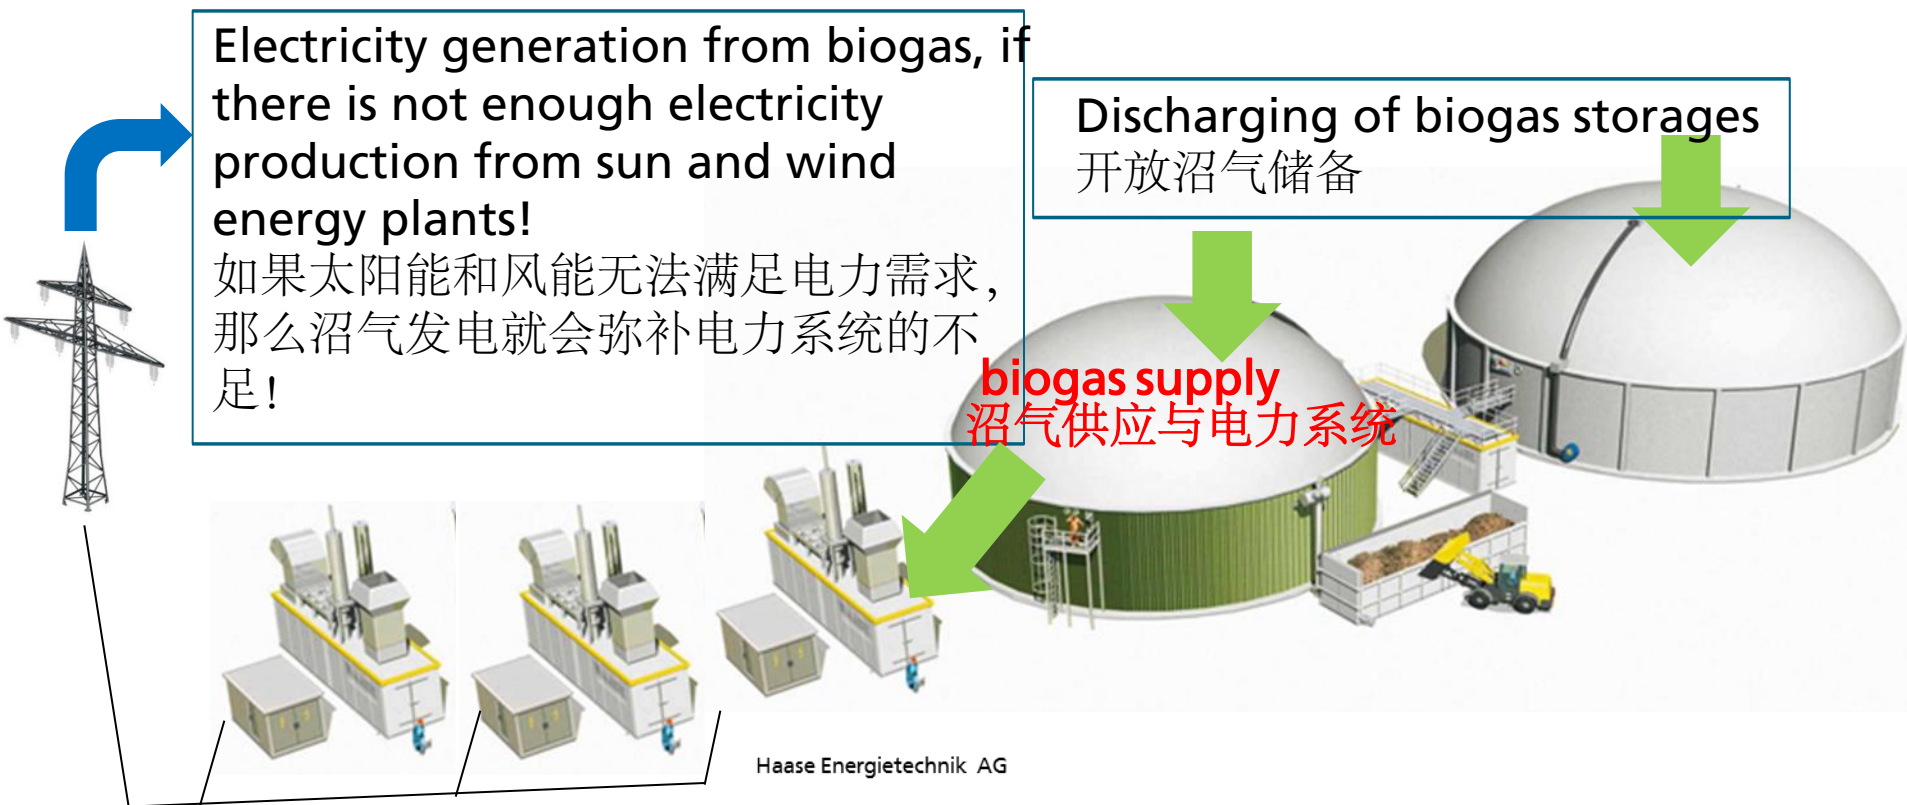 Electricity generation from biogas, if
there is not enough electricity
production from sun and wind
energy plants!
如果太阳能和风能无法满足电力需求，
那么沼气发电就会弥补电力系统的不
足！
Discharging of biogas storages
开放沼气储备
biogas supply
沼气供应与电力系统
Haase Energietechnik AG